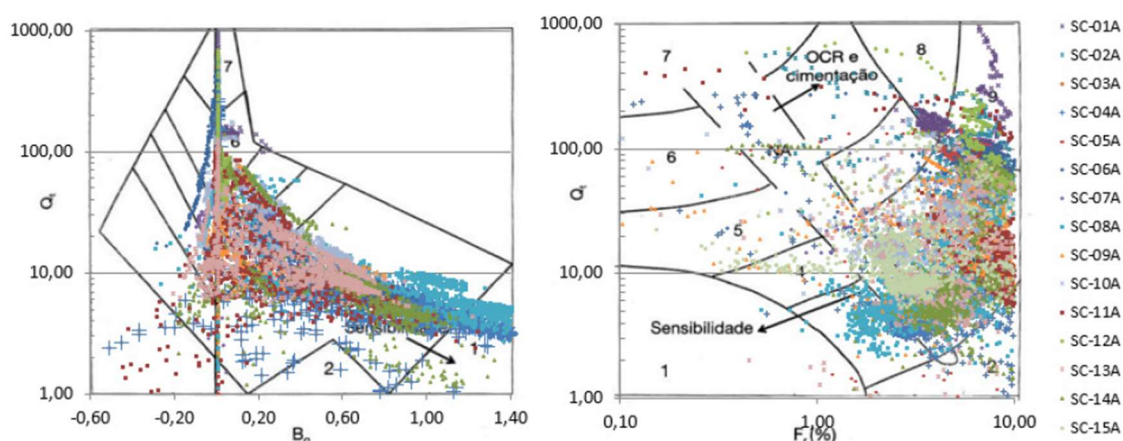 1000,00
100,00
10,00
1,00
Qt
-0,60
-0,20
0,20
0,60
1,00
1,40
Bq
7
6
2
1000,00
100,00
10,00
1,00
Qt
0,10
1,00
10,00
Fr(%)
7
8
OCR e
cimentação
9
6
NA
5
4
Sensibilidade
1
2
SC-01A
SC-02A
SC-03A
SC-04A
SC-05A
SC-06A
SC-07A
SC-08A
SC-09A
SC-10A
SC-11A
SC-12A
SC-13A
SC-14A
SC-15A